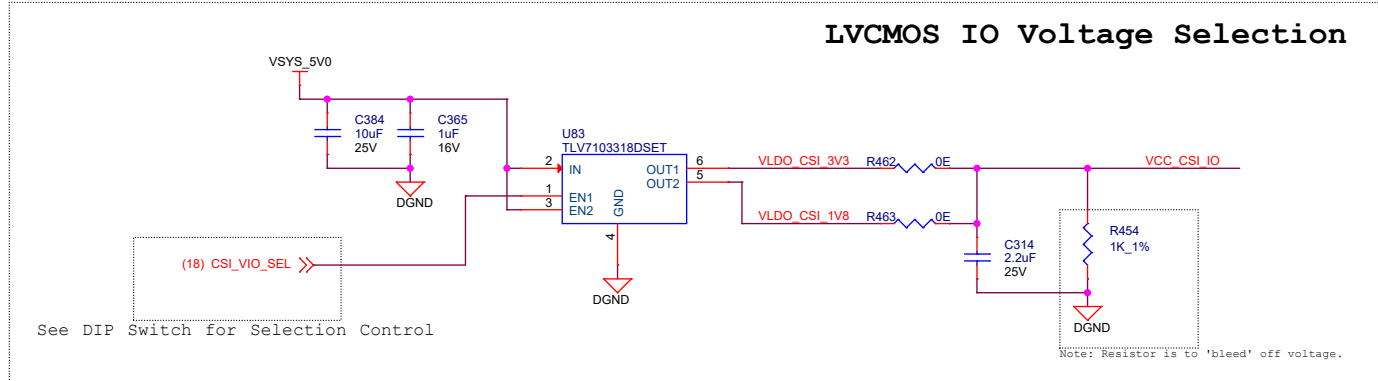 LVCMOS IO Voltage Selection
VSYS_5V0
C384
10uF
25V
C365
1uF
16V
DGND
U83
TLV7103318DSET
2
IN
1
EN1
3
EN2
GND
4
OUT1
6
OUT2
5
DGND
VLDO_CSI_3V3
R462
0E
VCC_CSI_IO
VLDO_CSI_1V8
R463
0E
C314
2.2uF
25V
R454
1K_1%
DGND
(18) CSI_VIO_SEL
See DIP Switch for Selection Control
Note: Resistor is to 'bleed' off voltage.